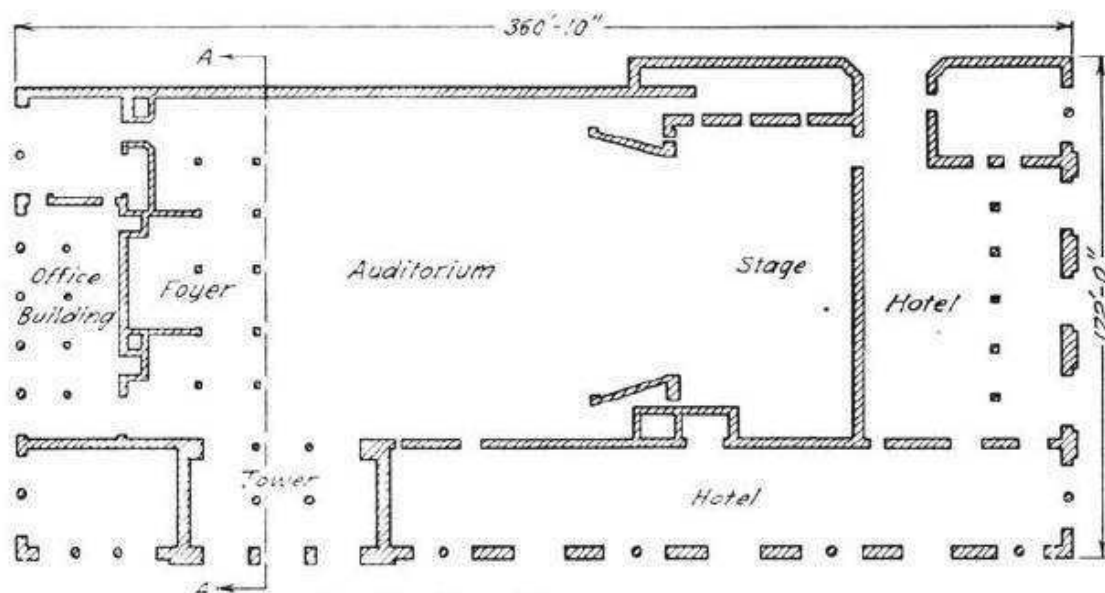 360'-10"
A
Office
Building
Foyer
Auditorium
Stage
Hotel
Tower
Hotel
A